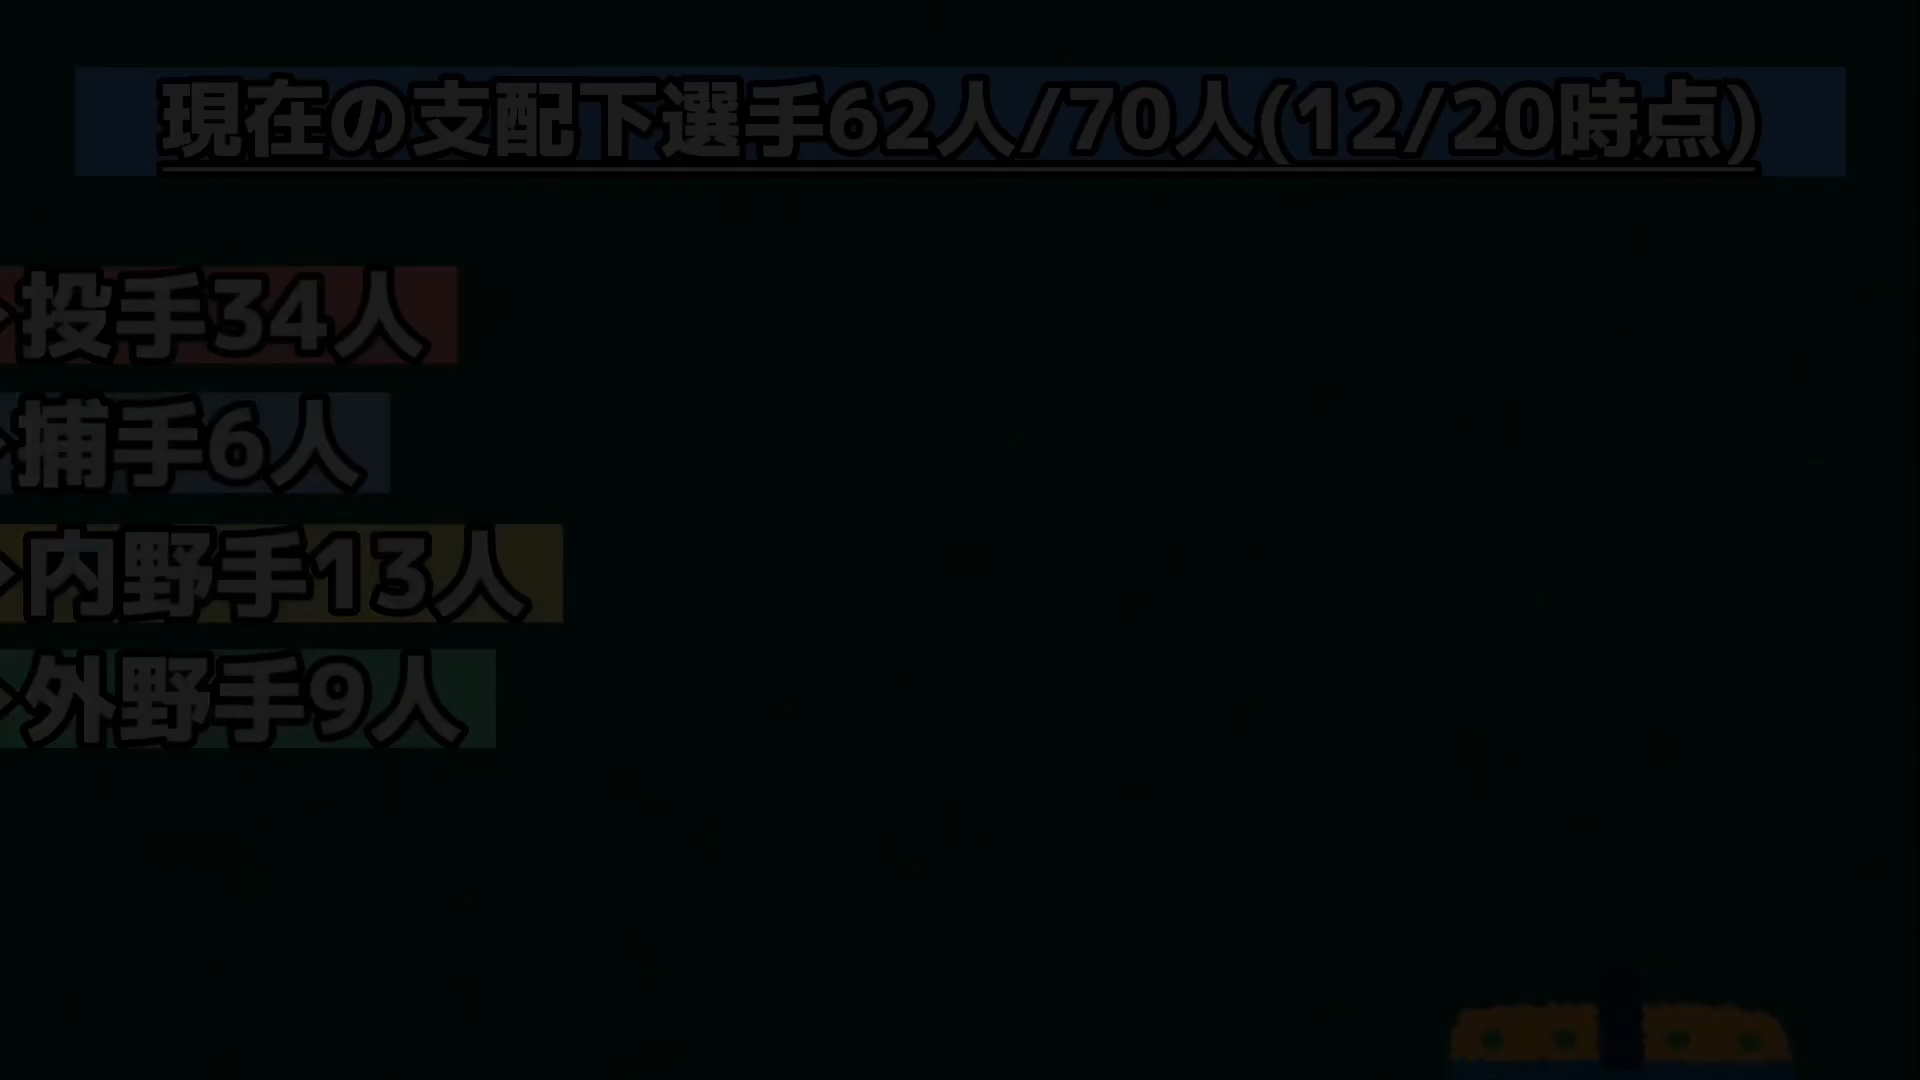 現在の支配下選手62人/70人(12/20時点)
投手34人
捕手6人
内野手13人
外野手9人